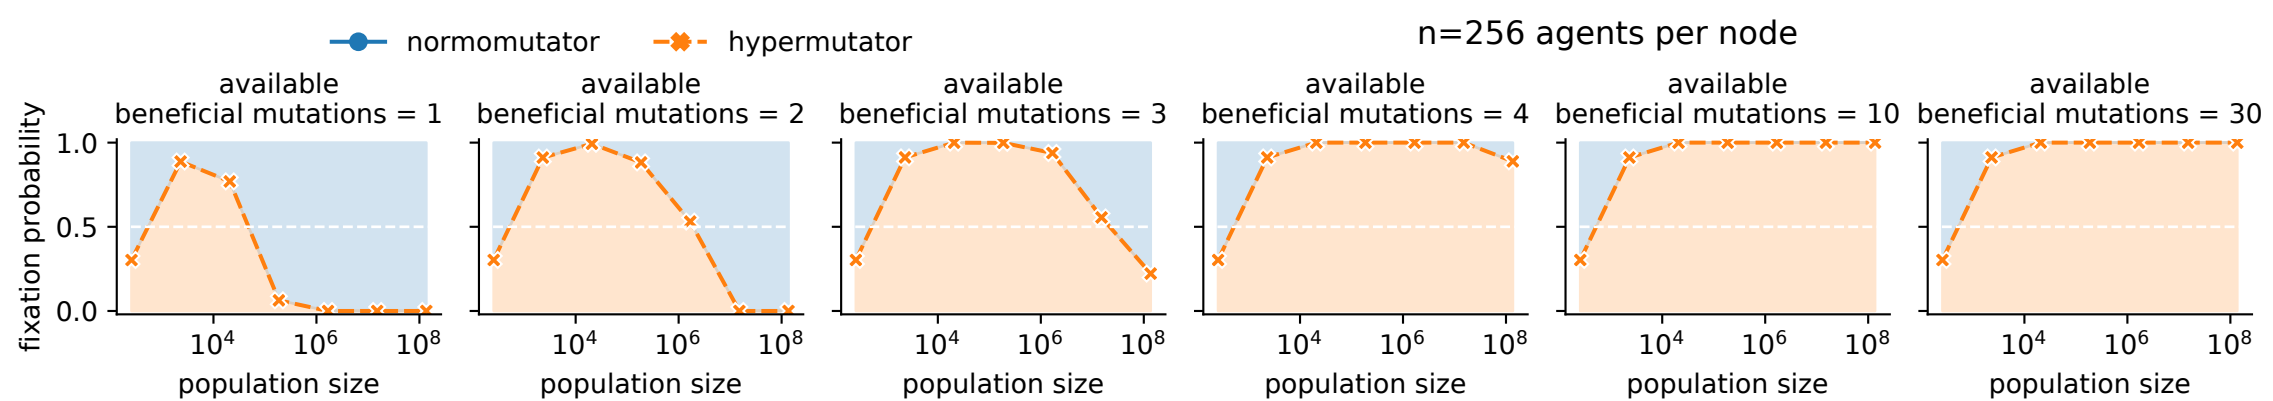 normomutator hypermutator n=256 agents per node
available available available available available available
beneficial mutations = 1 beneficial mutations = 2 beneficial mutations = 3 beneficial mutations = 4 beneficial mutations = 10 beneficial mutations = 30
fixation probability
1.0
0.5
0.0
10⁴ 10⁶ 10⁸ 10⁴ 10⁶ 10⁸ 10⁴ 10⁶ 10⁸ 10⁴ 10⁶ 10⁸ 10⁴ 10⁶ 10⁸ 10⁴ 10⁶ 10⁸
population size population size population size population size population size population size